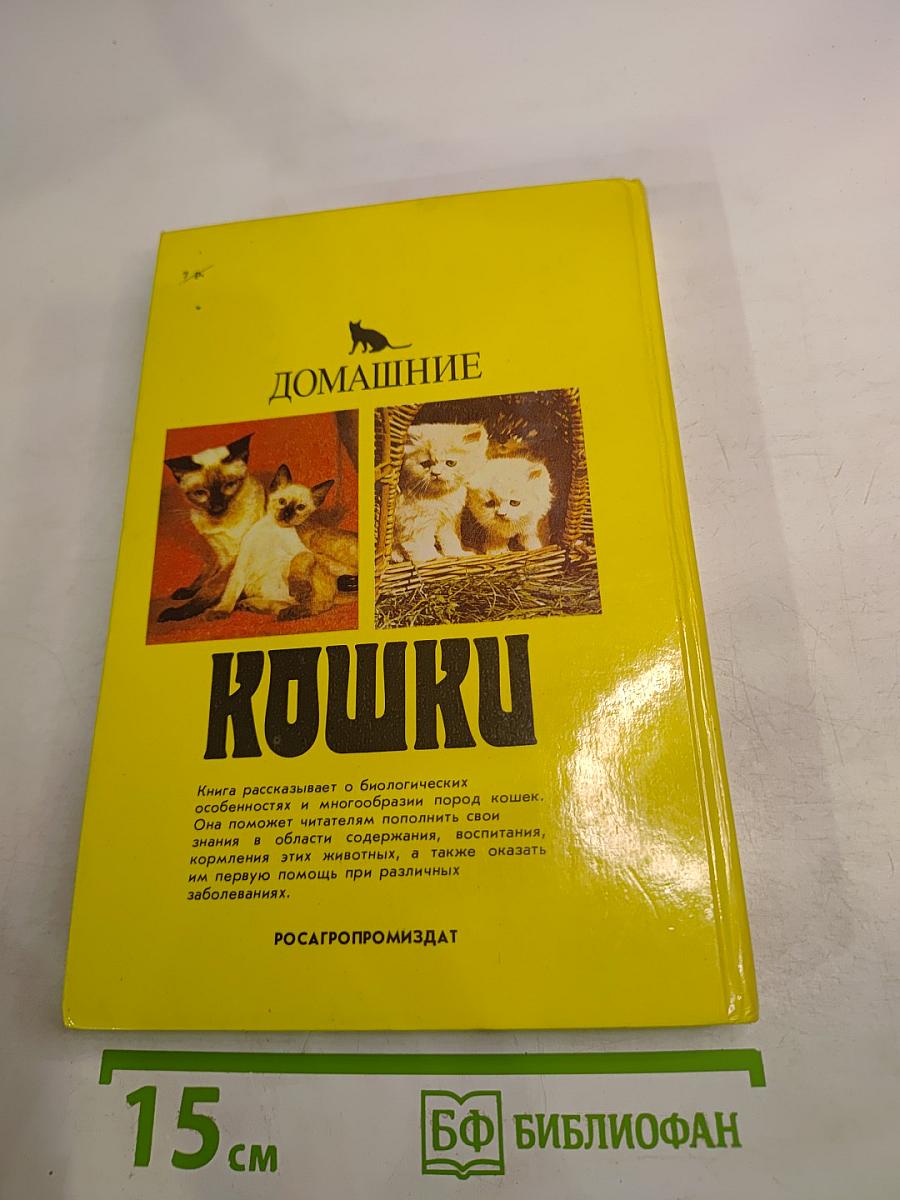 ДОМАШНИЕ
КОШКИ
Книга рассказывает о биологических
особенностях и многообразии пород кошек.
Она поможет читателям пополнить свои
знания в области содержания, воспитания,
кормления этих животных, а также оказать
им первую помощь при различных
заболеваниях.
РОСАГРОПРОМИЗДАТ
15 см
БФ БИБЛИОФАН